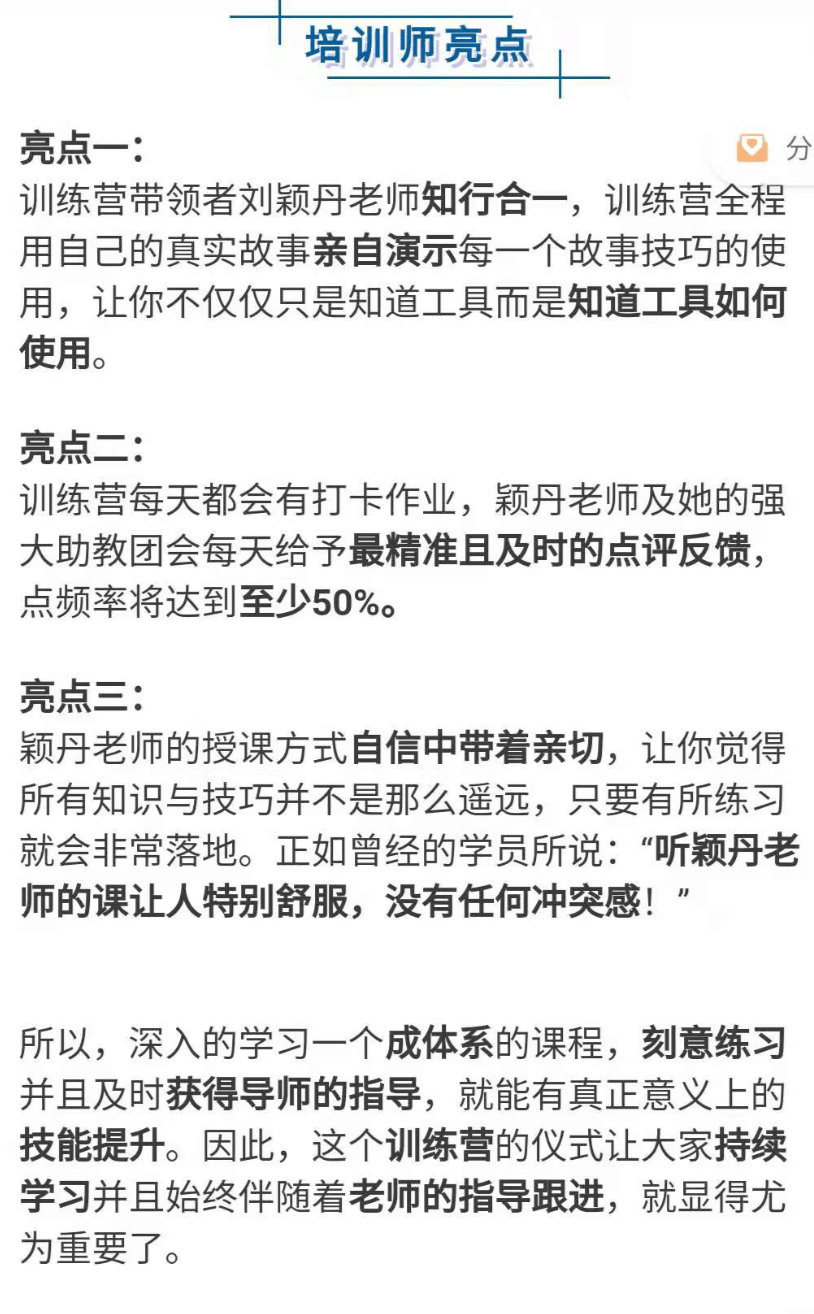 培训师亮点
亮点一：
分
训练营带领者刘颖丹老师知行合一，训练营全程
用自己的真实故事亲自演示每一个故事技巧的使
用，让你不仅仅只是知道工具而是知道工具如何
使用。
亮点二：
训练营每天都会有打卡作业，颖丹老师及她的强
大助教团会每天给予最精准且及时的点评反馈，
点频率将达到至少50%。
亮点三：
颖丹老师的授课方式自信中带着亲切，让你觉得
所有知识与技巧并不是那么遥远，只要有所练习
就会非常落地。正如曾经的学员所说：“听颖丹老
师的课让人特别舒服，没有任何冲突感！”
所以，深入的学习一个成体系的课程，刻意练习
并且及时获得导师的指导，就能有真正意义上的
技能提升。因此，这个训练营的仪式让大家持续
学习并且始终伴随着老师的指导跟进，就显得尤
为重要了。